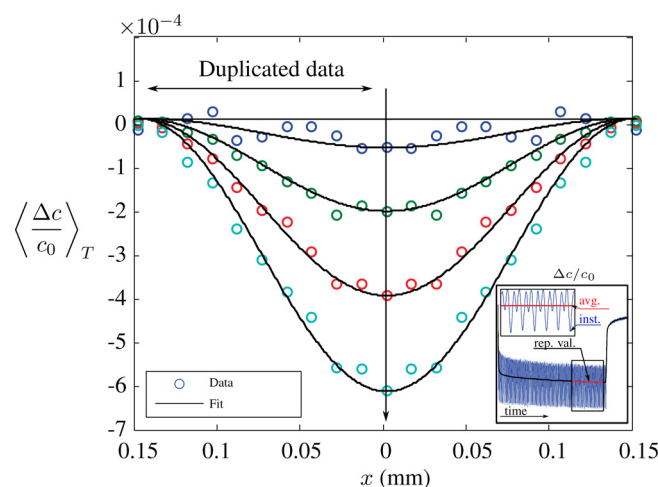 ×10⁻⁴
1
0
-1
-2
-3
-4
-5
-6
-7
⟨Δc/c₀⟩_T
Duplicated data
Data
Fit
Δc/c₀
avg.
inst.
rep. val.
time
0.15 0.1 0.05 0 0.05 0.1 0.15
x (mm)